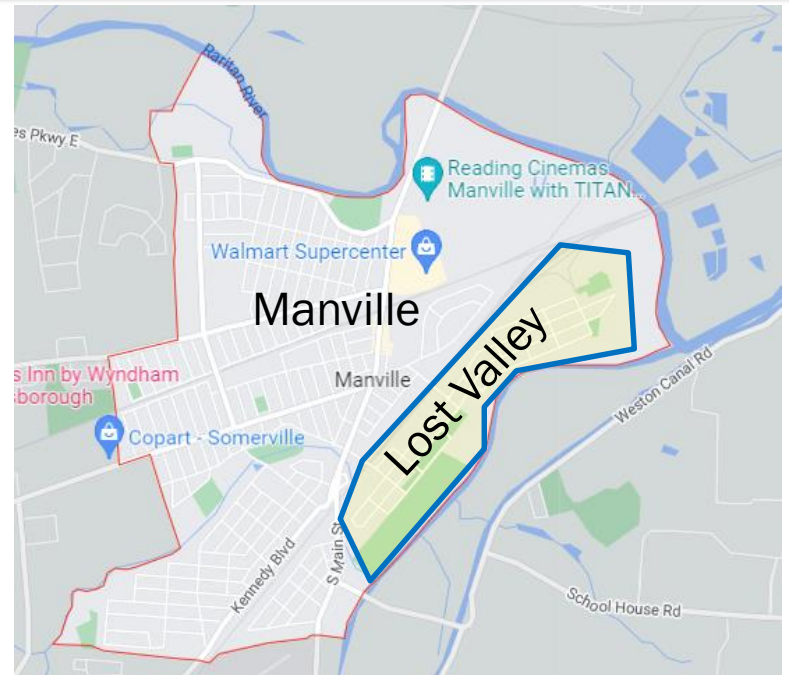 Raritan River
es Pkwy E
Reading Cinemas
Manville with TITAN...
Walmart Supercenter
Manville
Lost Valley
s Inn by Wyndham
sborough
Manville
Weston Canal Rd
Copart - Somerville
Kennedy Blvd
S Main St
School House Rd